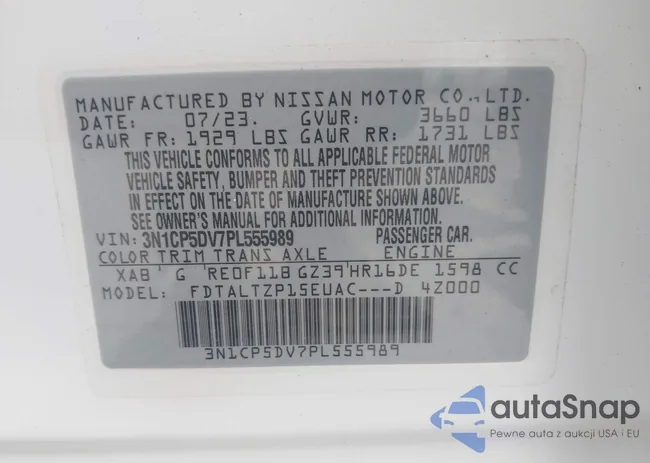 MANUFACTURED BY NISSAN MOTOR CO.,LTD.
DATE: 07/23. GVWR: 3660 LBS
GAWR FR: 1929 LBS GAWR RR: 1731 LBS
THIS VEHICLE CONFORMS TO ALL APPLICABLE FEDERAL MOTOR
VEHICLE SAFETY, BUMPER AND THEFT PREVENTION STANDARDS
IN EFFECT ON THE DATE OF MANUFACTURE SHOWN ABOVE.
SEE OWNER'S MANUAL FOR ADDITIONAL INFORMATION.
VIN: 3N1CP5DV7PL555989 PASSENGER CAR.
COLOR TRIM TRANS AXLE ENGINE
XAB G RE0F11B GZ39 HR16DE 1598 CC
MODEL: FDTALTZP15EUAC---D 4Z000
3N1CP5DV7PL555989
autoSnap
Pewne auta z aukcji USA i EU